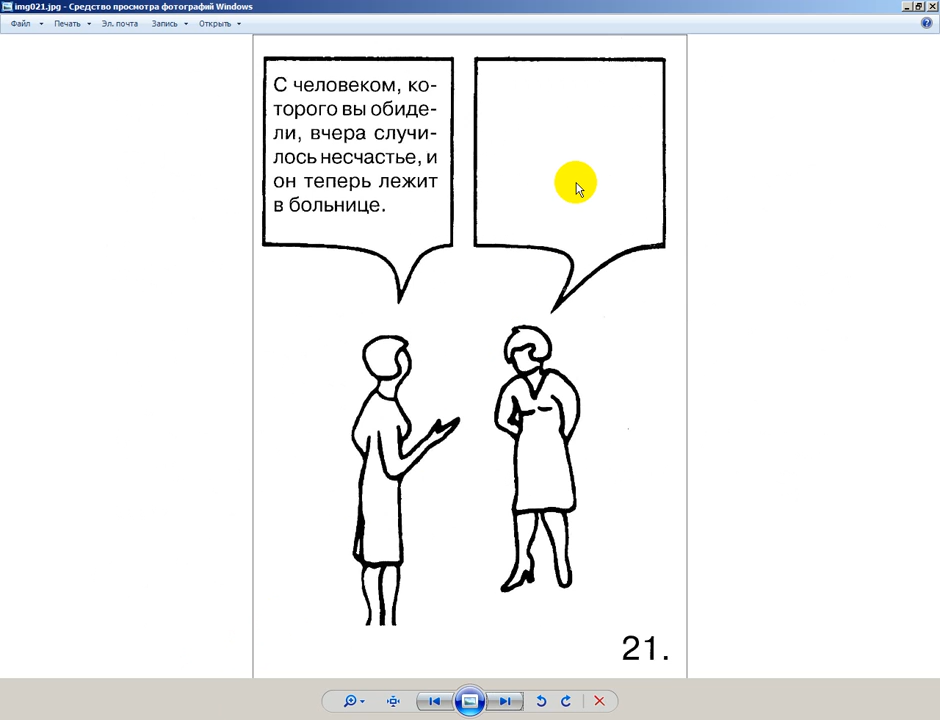 img021.jpg - Средство просмотра фотографий Windows
Файл Печать Эл. почта Запись Открыть
С человеком, ко-
торого вы обиде-
ли, вчера случи-
лось несчастье, и
он теперь лежит
в больнице.
21.